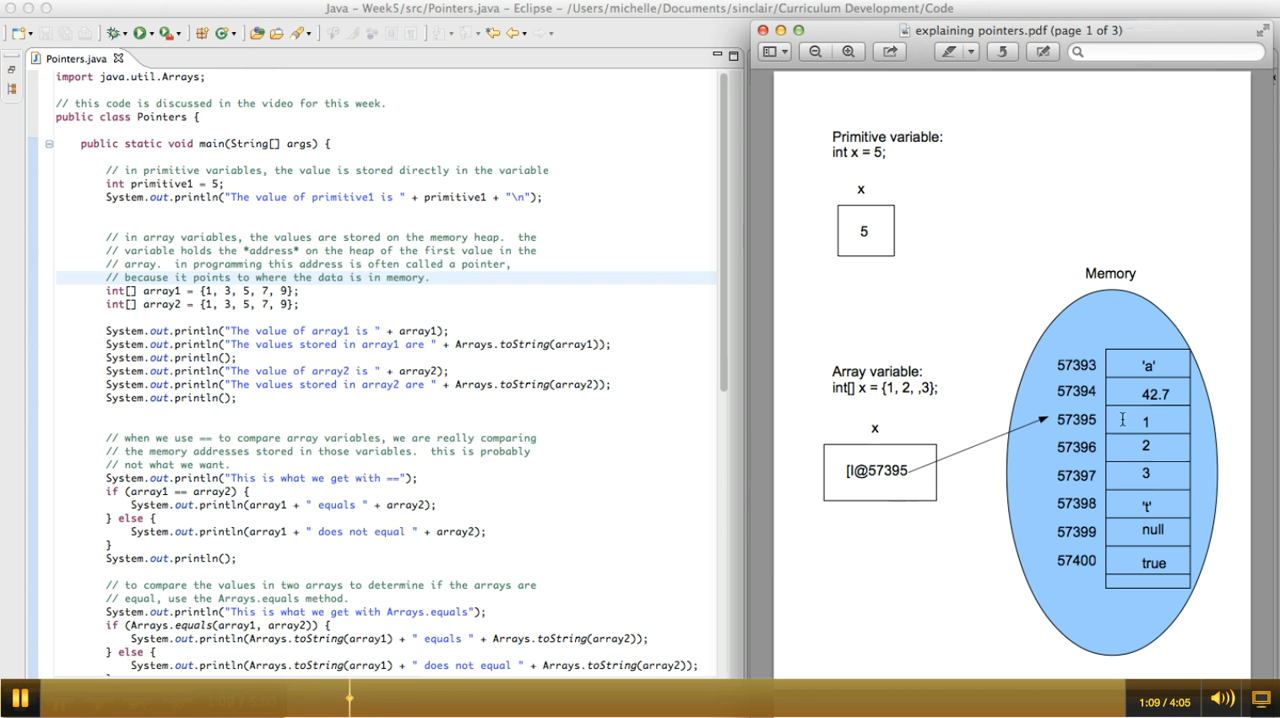 Java - Week5/src/Pointers.java - Eclipse - /Users/michelle/Documents/sinclair/Curriculum Development/Code
Pointers.java
import java.util.Arrays;
// this code is discussed in the video for this week.
public class Pointers {
public static void main(String[] args) {
// in primitive variables, the value is stored directly in the variable
int primitive1 = 5;
System.out.println("The value of primitive1 is " + primitive1 + "\n");
// in array variables, the values are stored on the memory heap.  the
// variable holds the *address* on the heap of the first value in the
// array.  in programming this address is often called a pointer,
// because it points to where the data is in memory.
int[] array1 = {1, 3, 5, 7, 9};
int[] array2 = {1, 3, 5, 7, 9};
System.out.println("The value of array1 is " + array1);
System.out.println("The values stored in array1 are " + Arrays.toString(array1));
System.out.println();
System.out.println("The value of array2 is " + array2);
System.out.println("The values stored in array2 are " + Arrays.toString(array2));
System.out.println();
// when we use == to compare array variables, we are really comparing
// the memory addresses stored in those variables.  this is probably
// not what we want.
System.out.println("This is what we get with ==");
if (array1 == array2) {
System.out.println(array1 + " equals " + array2);
} else {
System.out.println(array1 + " does not equal " + array2);
}
System.out.println();
// to compare the values in two arrays to determine if the arrays are
// equal, use the Arrays.equals method.
System.out.println("This is what we get with Arrays.equals");
if (Arrays.equals(array1, array2)) {
System.out.println(Arrays.toString(array1) + " equals " + Arrays.toString(array2));
} else {
System.out.println(Arrays.toString(array1) + " does not equal " + Arrays.toString(array2));
explaining pointers.pdf (page 1 of 3)
Primitive variable:
int x = 5;
x
5
Memory
Array variable:
int[] x = {1, 2, ,3};
x
[I@57395
57393 'a'
57394 42.7
57395 1
57396 2
57397 3
57398 't'
57399 null
57400 true
1:09 / 4:05